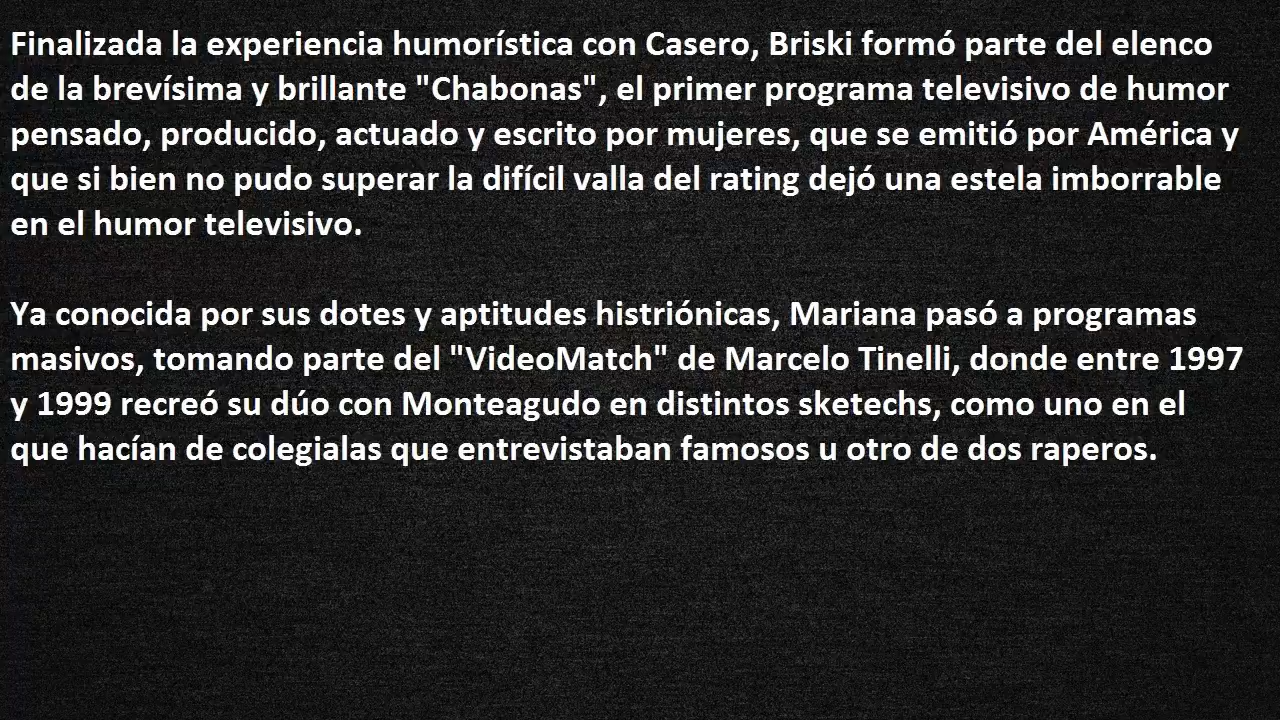 Finalizada la experiencia humorística con Casero, Briski formó parte del elenco
de la brevísima y brillante "Chabonas", el primer programa televisivo de humor
pensado, producido, actuado y escrito por mujeres, que se emitió por América y
que si bien no pudo superar la difícil valla del rating dejó una estela imborrable
en el humor televisivo.

Ya conocida por sus dotes y aptitudes histriónicas, Mariana pasó a programas
masivos, tomando parte del "VideoMatch" de Marcelo Tinelli, donde entre 1997
y 1999 recreó su dúo con Monteagudo en distintos sketechs, como uno en el
que hacían de colegialas que entrevistaban famosos u otro de dos raperos.